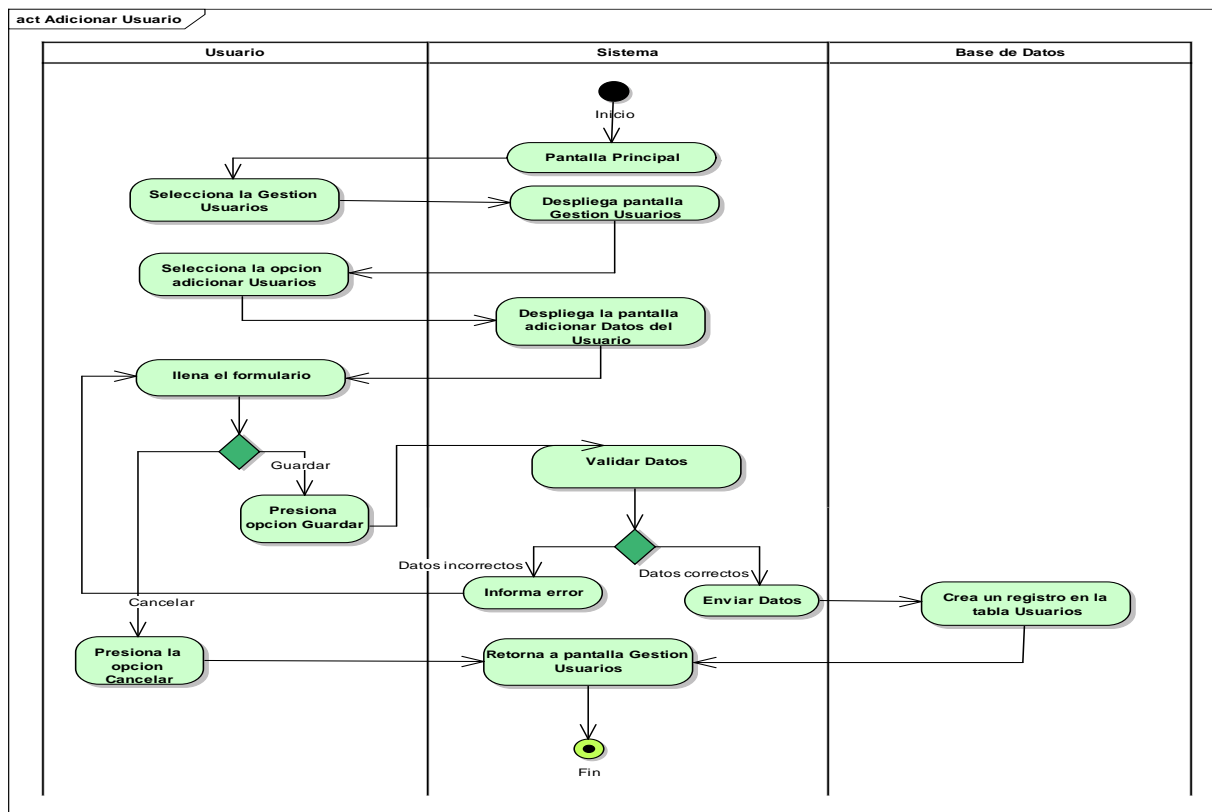 act Adicionar Usuario
Usuario
Sistema
Base de Datos
Inicio
Pantalla Principal
Selecciona la Gestion
Usuarios
Despliega pantalla
Gestion Usuarios
Selecciona la opcion
adicionar Usuarios
Despliega la pantalla
adicionar Datos del
Usuario
llena el formulario
Guardar
Validar Datos
Presiona
opcion Guardar
Datos incorrectos
Datos correctos
Informa error
Enviar Datos
Crea un registro en la
tabla Usuarios
Cancelar
Presiona la
opcion
Cancelar
Retorna a pantalla Gestion
Usuarios
Fin